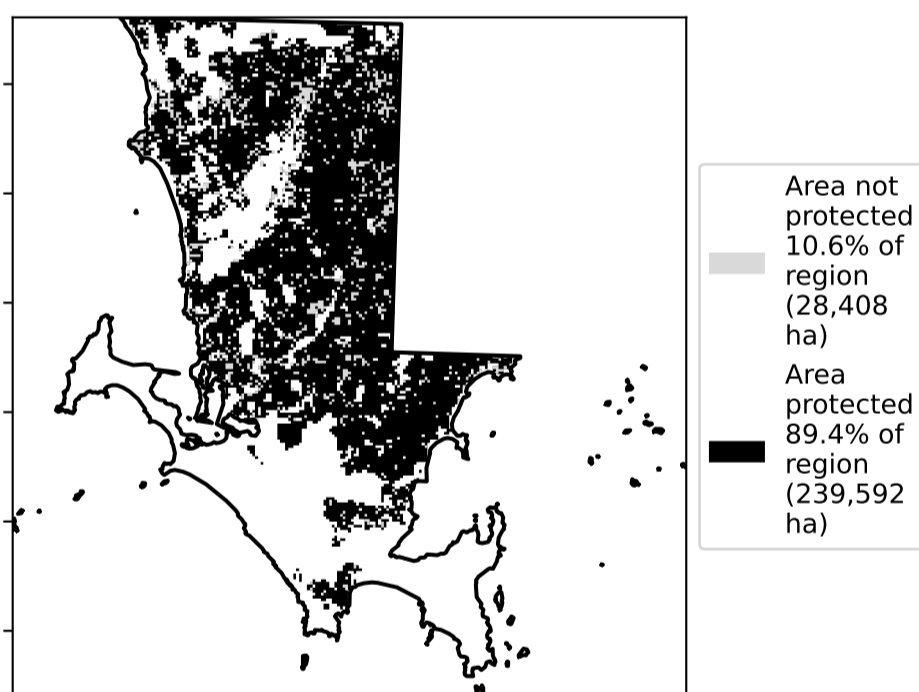 Area not
protected
10.6% of
region
(28,408
ha)
Area
protected
89.4% of
region
(239,592
ha)